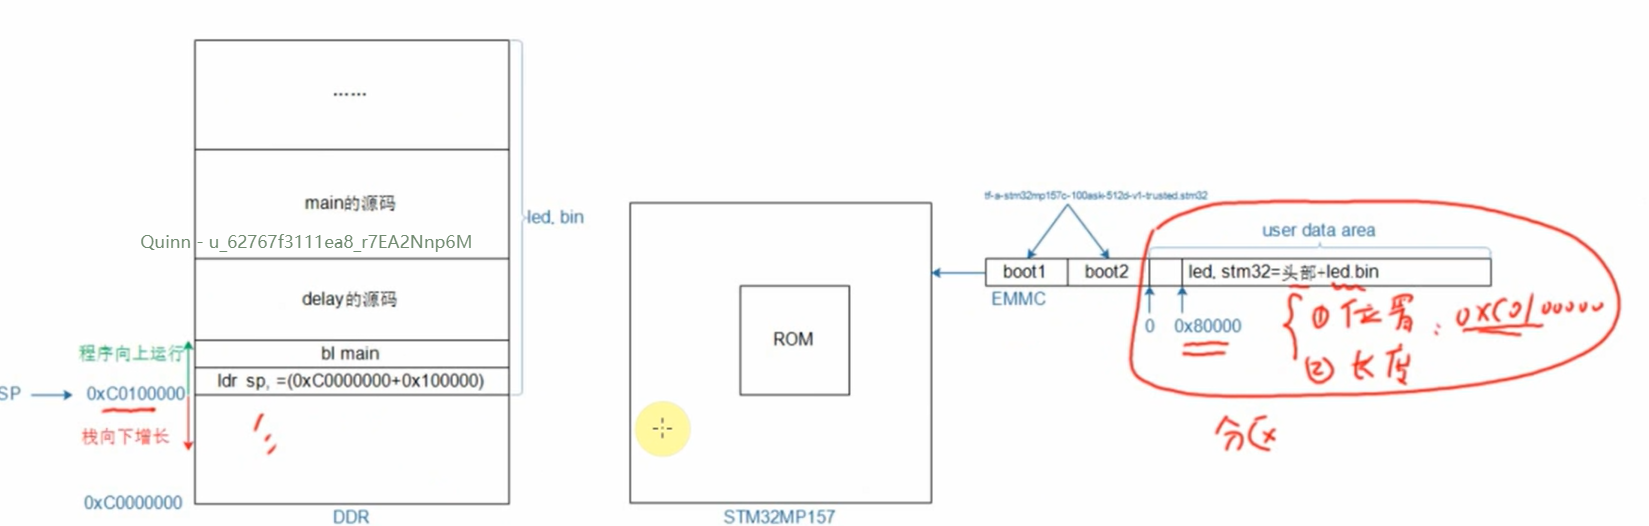 ……
main的源码
Quinn - u_62767f3111ea8_r7EA2Nnp6M
delay的源码
bl main
ldr sp, =(0xC0000000+0x100000)
led. bin
程序向上运行
SP
0xC0100000
栈向下增长
0xC0000000
DDR
ROM
STM32MP157
tf-a-stm32mp157c-100ask-512d-v1-trusted.stm32
user data area
boot1
boot2
led. stm32=头部+led.bin
EMMC
0
0x80000
① 位置: 0xC0100000
② 长度